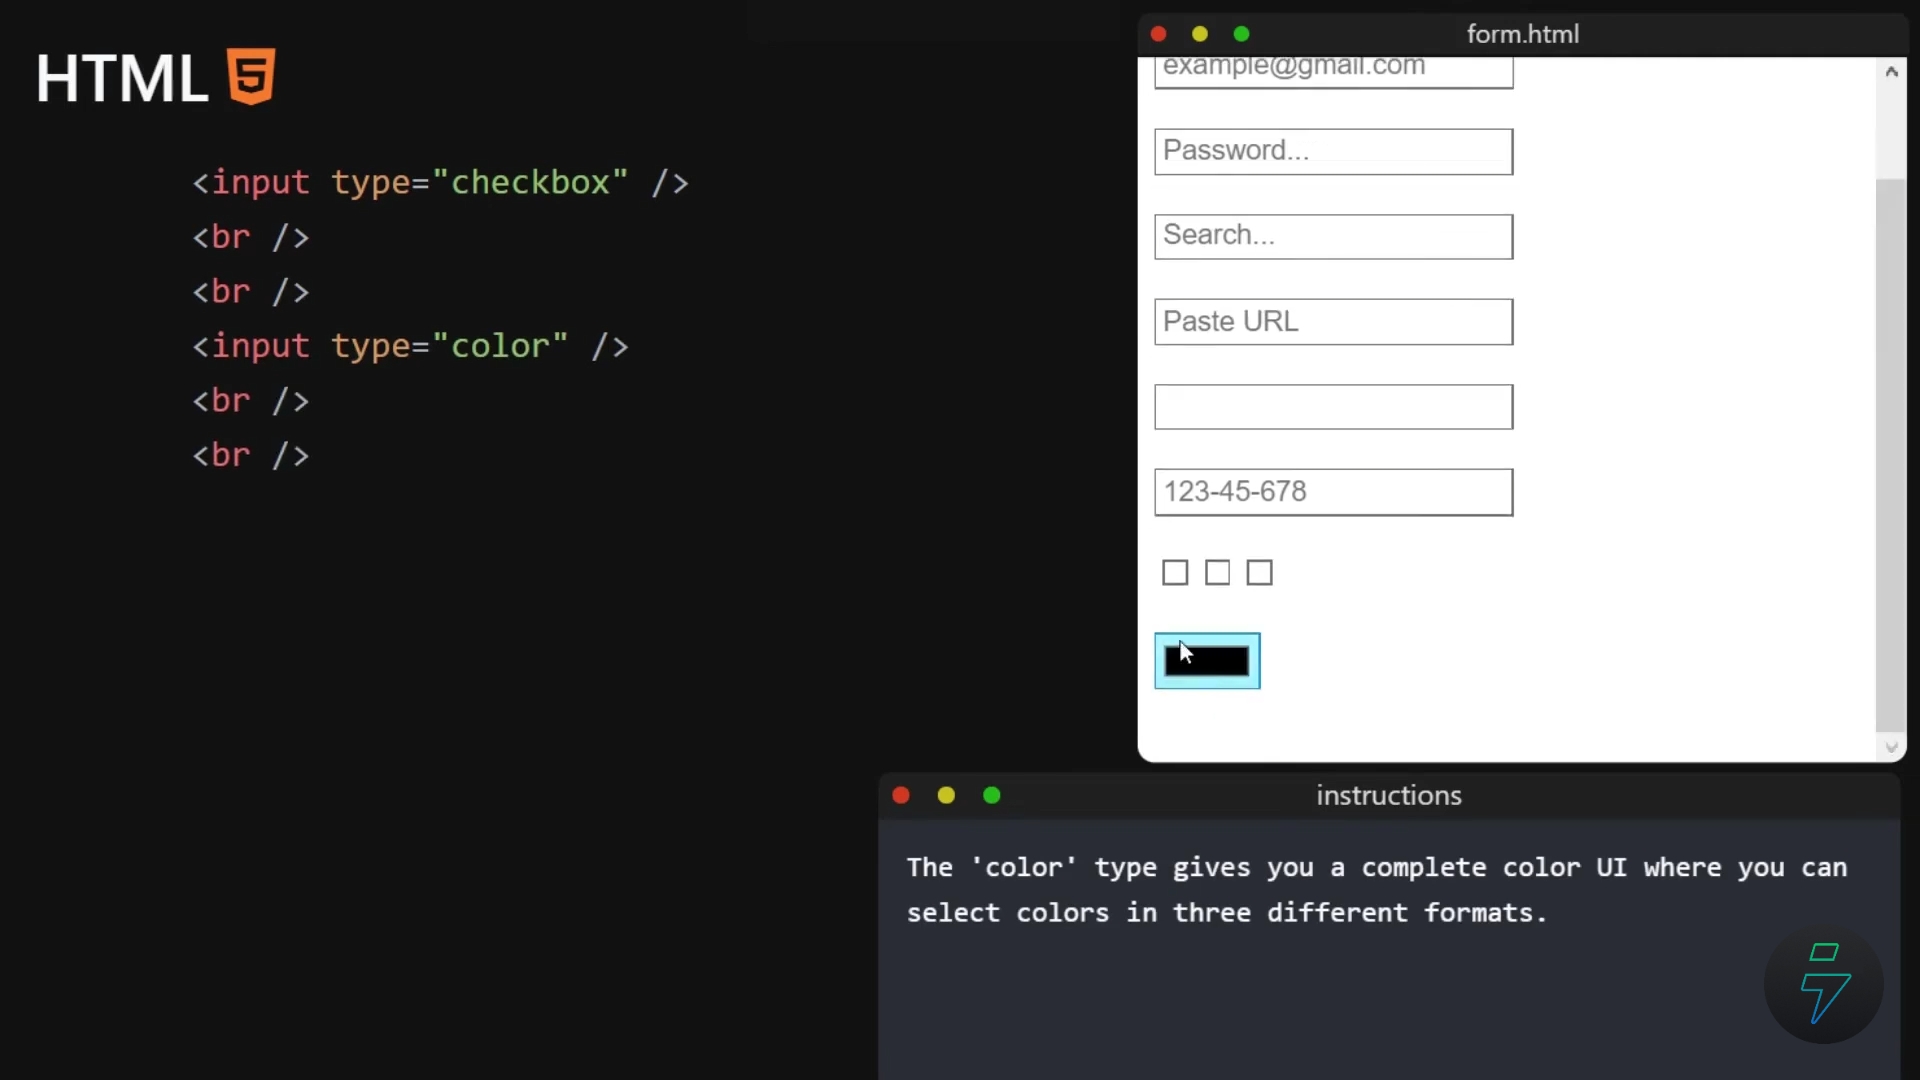 HTML 5
<input type="checkbox" />
<br />
<br />
<input type="color" />
<br />
<br />
form.html
example@gmail.com
Password...
Search...
Paste URL
123-45-678
instructions
The 'color' type gives you a complete color UI where you can
select colors in three different formats.